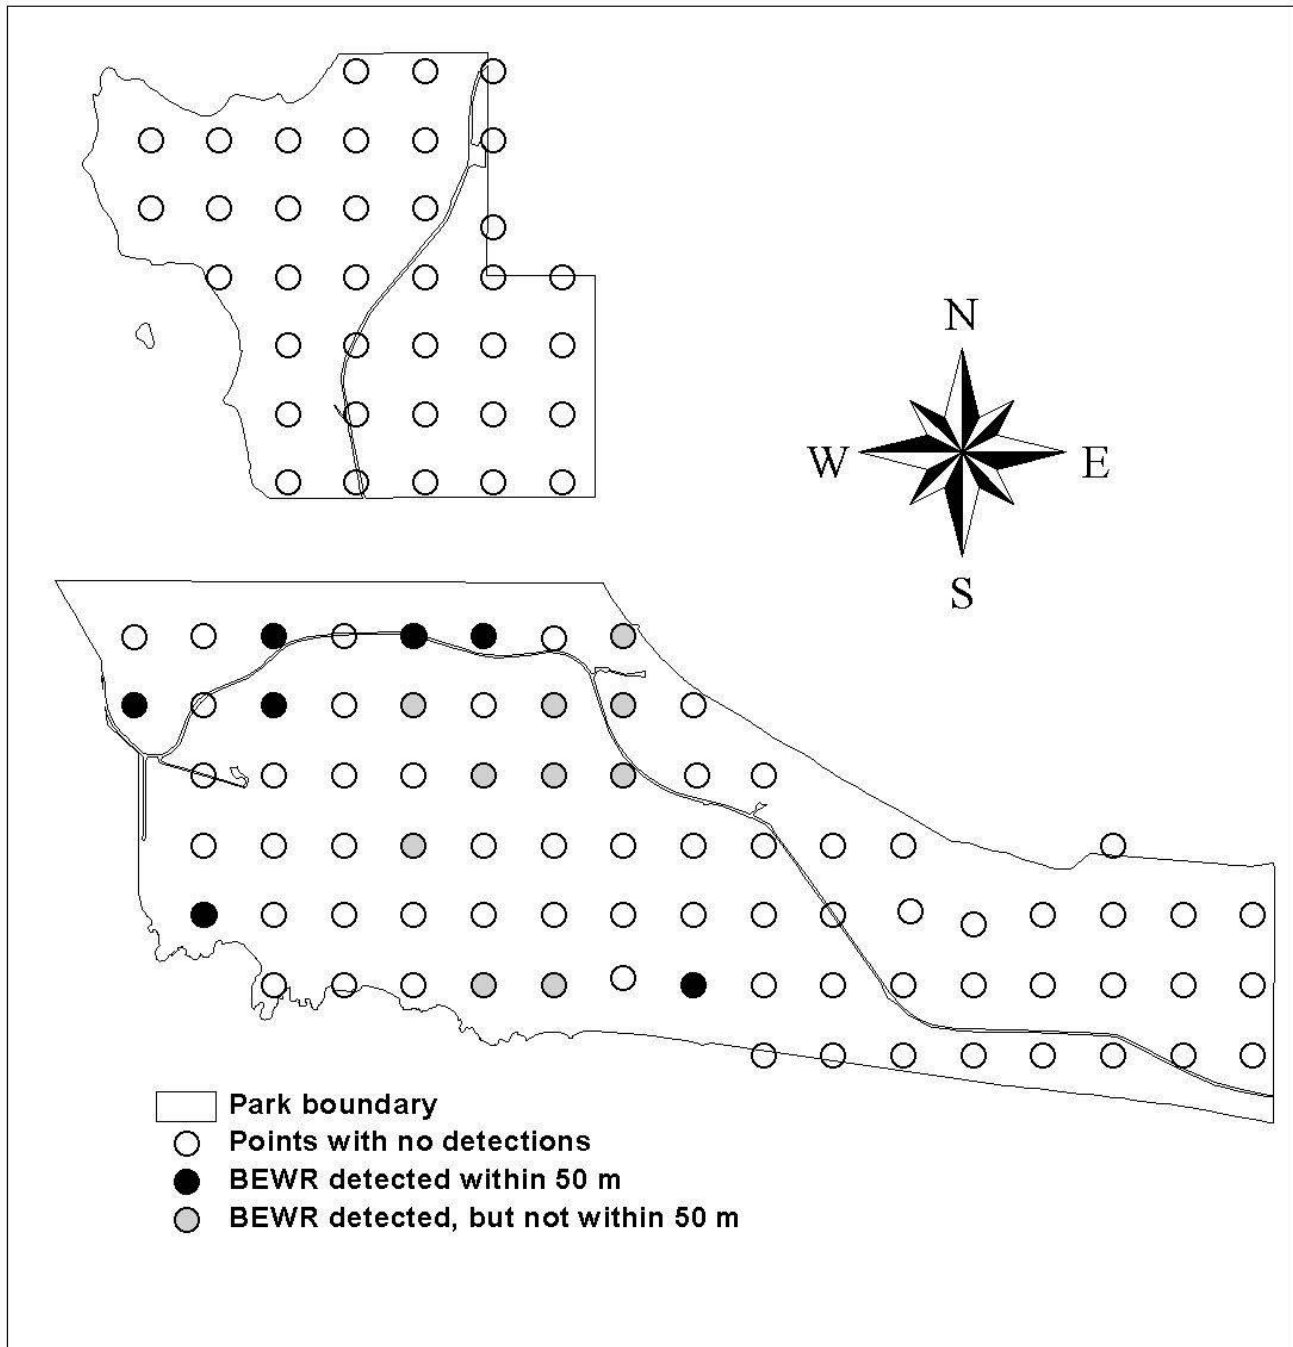 N
W
E
S
Park boundary
Points with no detections
BEWR detected within 50 m
BEWR detected, but not within 50 m